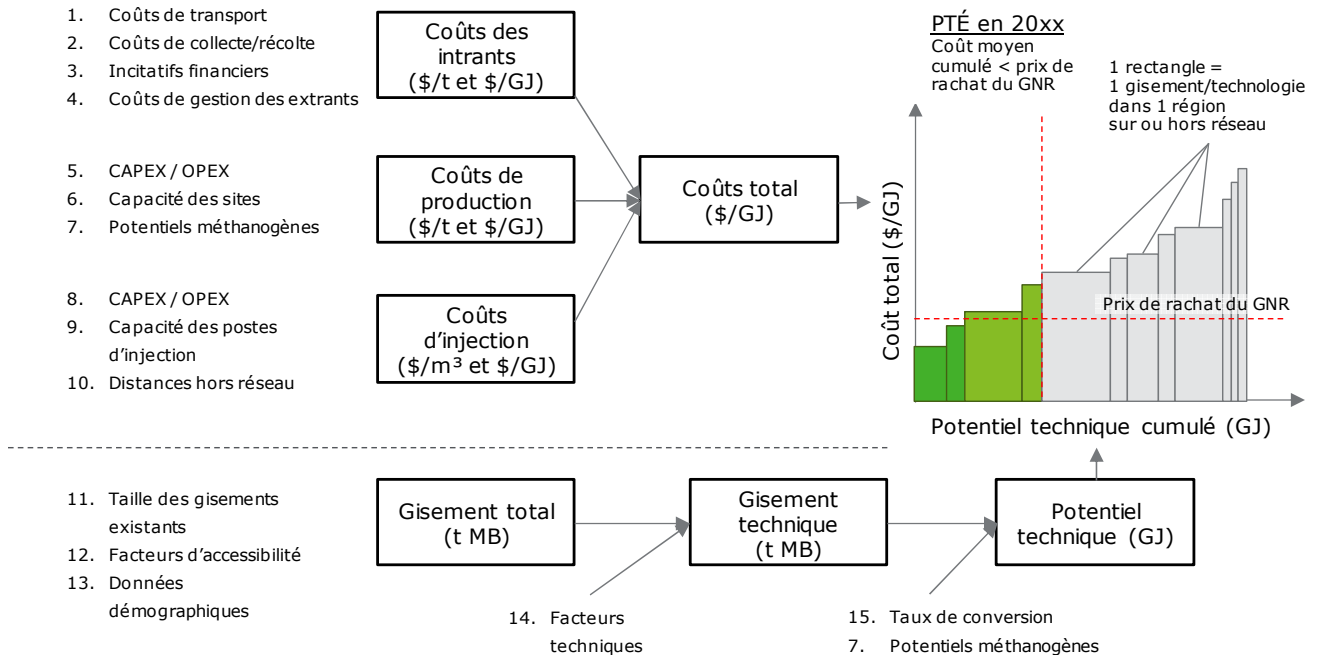 1. Coûts de transport
2. Coûts de collecte/récolte
3. Incitatifs financiers
4. Coûts de gestion des extrants
Coûts des
intrants
($/t et $/GJ)
5. CAPEX / OPEX
6. Capacité des sites
7. Potentiels méthanogènes
Coûts de
production
($/t et $/GJ)
8. CAPEX / OPEX
9. Capacité des postes
d’injection
10. Distances hors réseau
Coûts
d’injection
($/m³ et $/GJ)
Coûts total
($/GJ)
PTÉ en 20xx
Coût moyen
cumulé < prix de
rachat du GNR
1 rectangle =
1 gisement/technologie
dans 1 région
sur ou hors réseau
Coût total ($/GJ)
Prix de rachat du GNR
Potentiel technique cumulé (GJ)
11. Taille des gisements
existants
12. Facteurs d’accessibilité
13. Données
démographiques
Gisement total
(t MB)
Gisement
technique
(t MB)
Potentiel
technique (GJ)
14. Facteurs
techniques
15. Taux de conversion
7. Potentiels méthanogènes